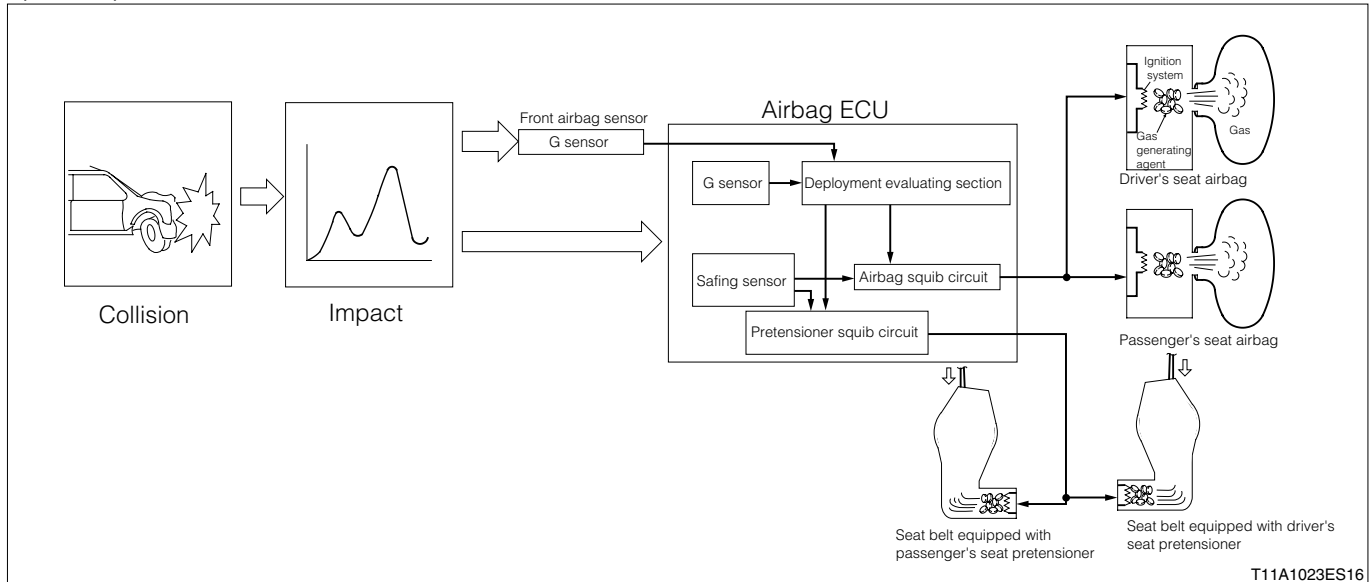 Collision
Impact
Front airbag sensor
G sensor
Airbag ECU
G sensor
Deployment evaluating section
Safing sensor
Airbag squib circuit
Pretensioner squib circuit
Ignition
system
Gas
generating
agent
Gas
Driver's seat airbag
Passenger's seat airbag
Seat belt equipped with
passenger's seat pretensioner
Seat belt equipped with driver's
seat pretensioner
T11A1023ES16